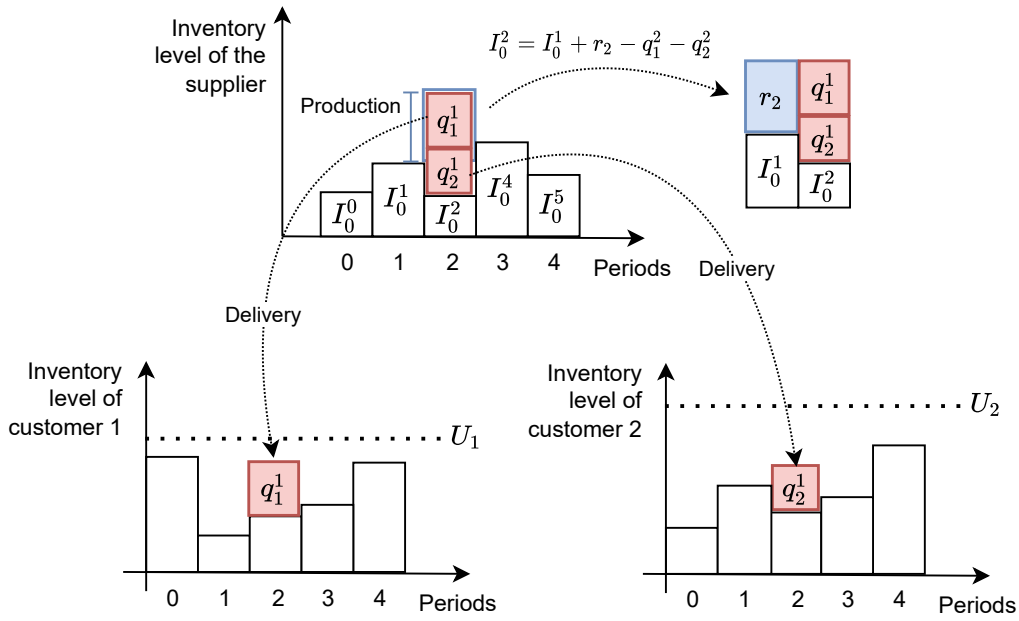 Inventory
level of the
supplier
I_0^2 = I_0^1 + r_2 − q_1^2 − q_2^2
Production
q_1^1
q_2^1
I_0^0
I_0^1
I_0^2
I_0^4
I_0^5
0 1 2 3 4 Periods
r_2
q_1^1
q_2^1
I_0^1
I_0^2
Delivery
Delivery
Inventory
level of
customer 1
U_1
q_1^1
0 1 2 3 4 Periods
Inventory
level of
customer 2
U_2
q_2^1
0 1 2 3 4 Periods